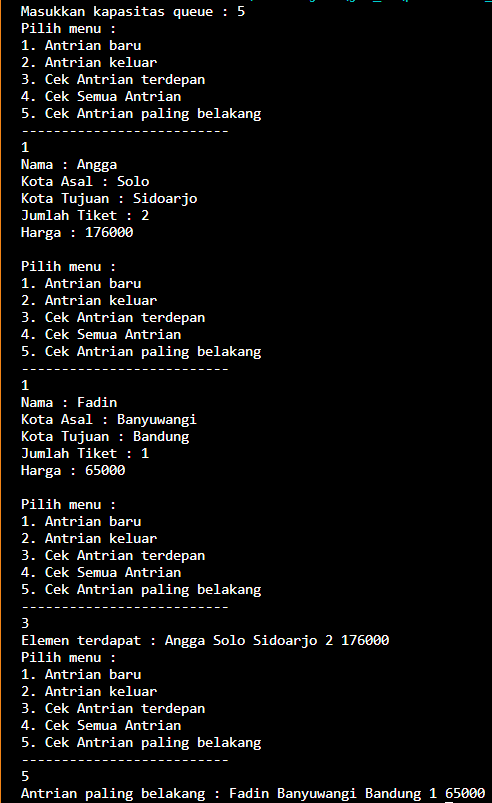 Masukkan kapasitas queue : 5
Pilih menu :
1. Antrian baru
2. Antrian keluar
3. Cek Antrian terdepan
4. Cek Semua Antrian
5. Cek Antrian paling belakang
--------------------------
1
Nama : Angga
Kota Asal : Solo
Kota Tujuan : Sidoarjo
Jumlah Tiket : 2
Harga : 176000
Pilih menu :
1. Antrian baru
2. Antrian keluar
3. Cek Antrian terdepan
4. Cek Semua Antrian
5. Cek Antrian paling belakang
--------------------------
1
Nama : Fadin
Kota Asal : Banyuwangi
Kota Tujuan : Bandung
Jumlah Tiket : 1
Harga : 65000
Pilih menu :
1. Antrian baru
2. Antrian keluar
3. Cek Antrian terdepan
4. Cek Semua Antrian
5. Cek Antrian paling belakang
--------------------------
3
Elemen terdapat : Angga Solo Sidoarjo 2 176000
Pilih menu :
1. Antrian baru
2. Antrian keluar
3. Cek Antrian terdepan
4. Cek Semua Antrian
5. Cek Antrian paling belakang
--------------------------
5
Antrian paling belakang : Fadin Banyuwangi Bandung 1 65000